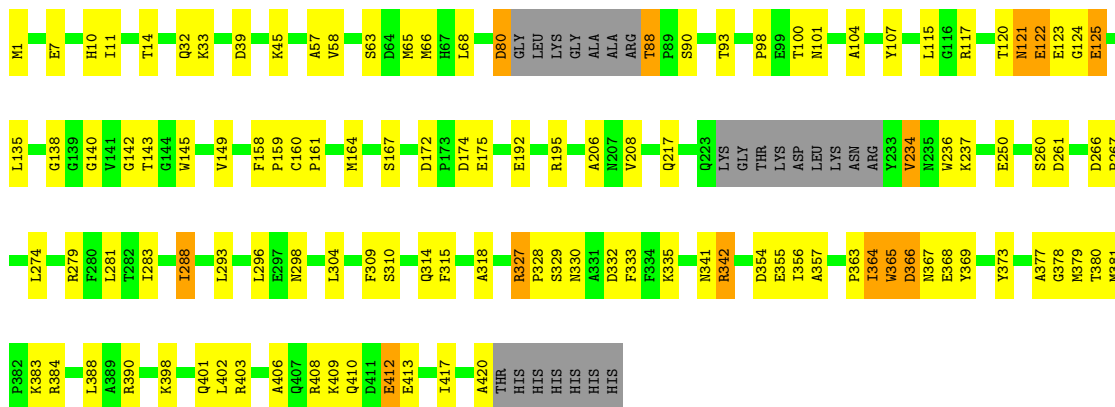 M1 E7 H10 I11 T14 Q32 K33 D39 K45 A57 V58 S63 D64 M65 M66 H67 L68 D80 GLY LEU LYS GLY ALA ALA ARG T88 P89 S90 T93 P98 E99 T100 N101 A104 Y107 L115 G116 R117 T120 N121 E122 E123 G124 E125
L135 G138 G139 G140 V141 G142 T143 G144 W145 V149 F158 P159 C160 P161 M164 S167 D172 P173 D174 E175 E192 R195 A206 N207 V208 Q217 Q223 LYS GLY THR LYS ASP LEU LYS ASN ARG Y233 V234 N235 W236 K237 E250 S260 D261 D266
L274 R279 F280 L281 T282 I283 I288 L293 L296 E297 N298 L304 F309 S310 Q314 F315 A318 R327 P328 S329 N330 A331 D332 F333 F334 K335 N341 R342 D354 E355 I356 A357 P363 I364 W365 D366 N367 E368 Y369 Y373 A377 G378 M379 T380 M381
P382 K383 R384 L388 A389 R390 K398 Q401 L402 R403 A406 Q407 R408 K409 Q410 D411 E412 E413 I417 A420 THR HIS HIS HIS HIS HIS HIS